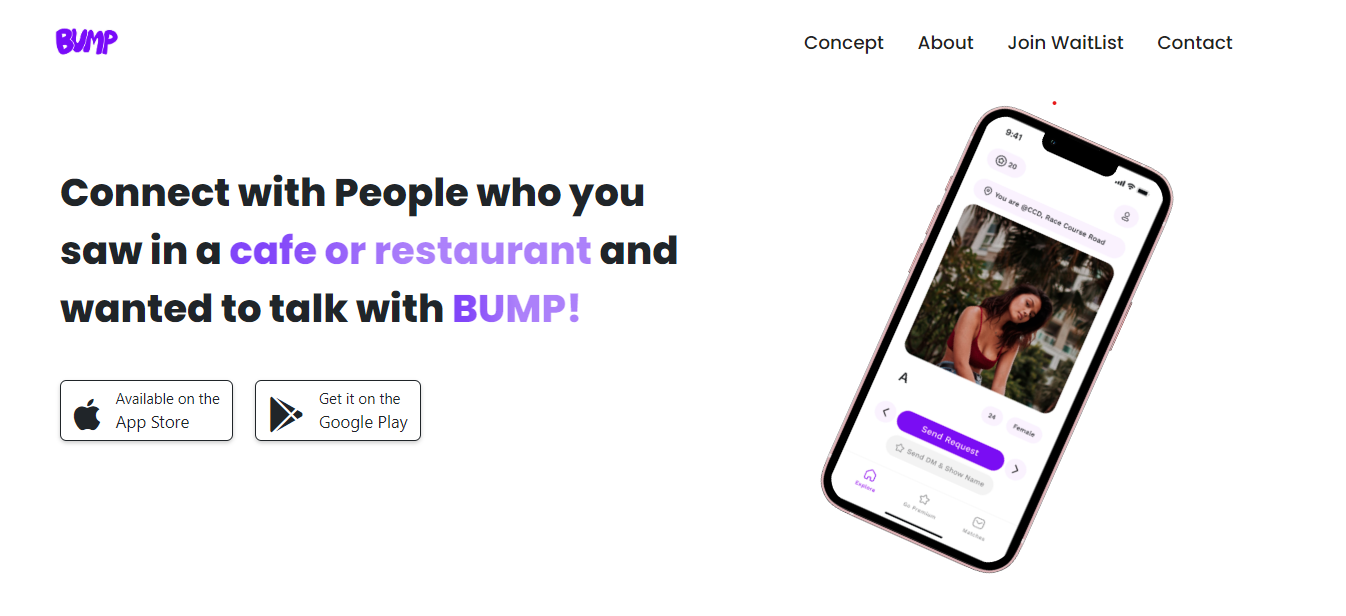 BUMP
Concept About Join WaitList Contact
Connect with People who you
saw in a cafe or restaurant and
wanted to talk with BUMP!
Available on the
App Store
Get it on the
Google Play
9:41
20
You are @CCD, Race Course Road
A
24 Female
Send Request
Send DM & Show Name
Explore
Go Premium
Matches